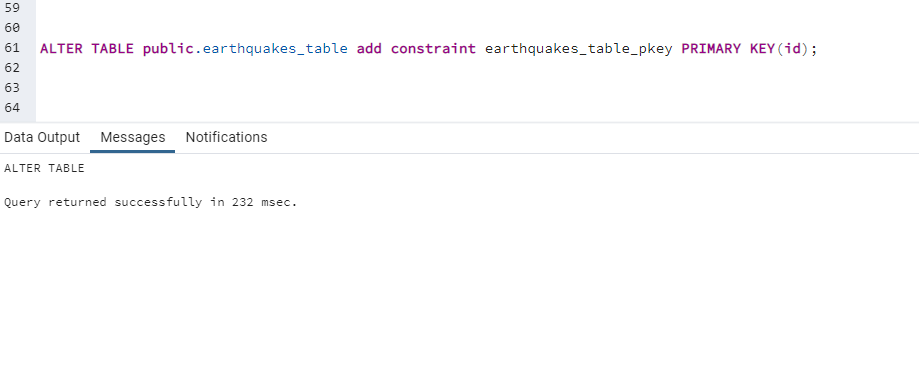 59
60
61 ALTER TABLE public.earthquakes_table add constraint earthquakes_table_pkey PRIMARY KEY(id);
62
63
64
Data Output Messages Notifications
ALTER TABLE
Query returned successfully in 232 msec.